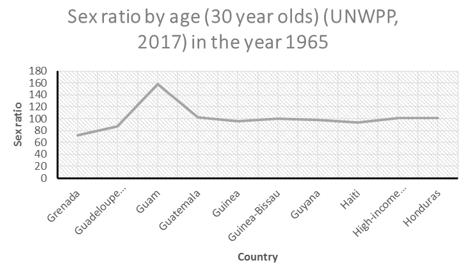 Sex ratio by age (30 year olds) (UNWPP,
2017) in the year 1965
180
160
140
120
100
80
60
40
20
0
Sex ratio
Grenada
Guadeloupe...
Guam
Guatemala
Guinea
Guinea-Bissau
Guyana
Haiti
High-income...
Honduras
Country